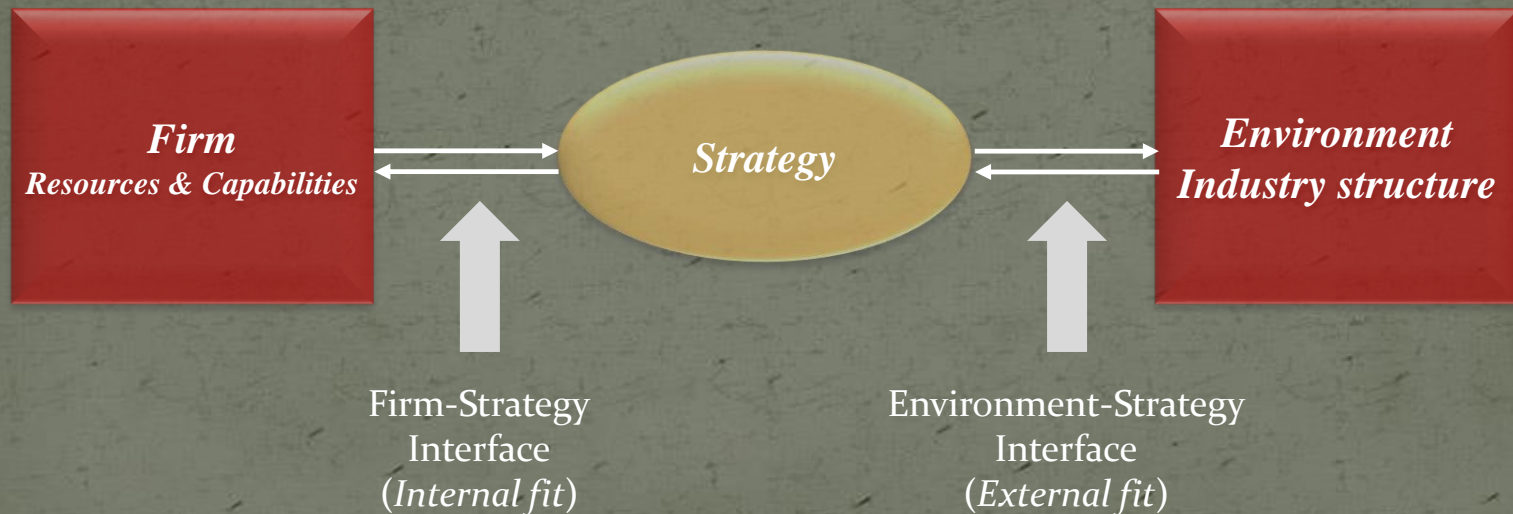 Firm
Resources & Capabilities
Strategy
Environment
Industry structure
Firm-Strategy
Interface
(Internal fit)
Environment-Strategy
Interface
(External fit)